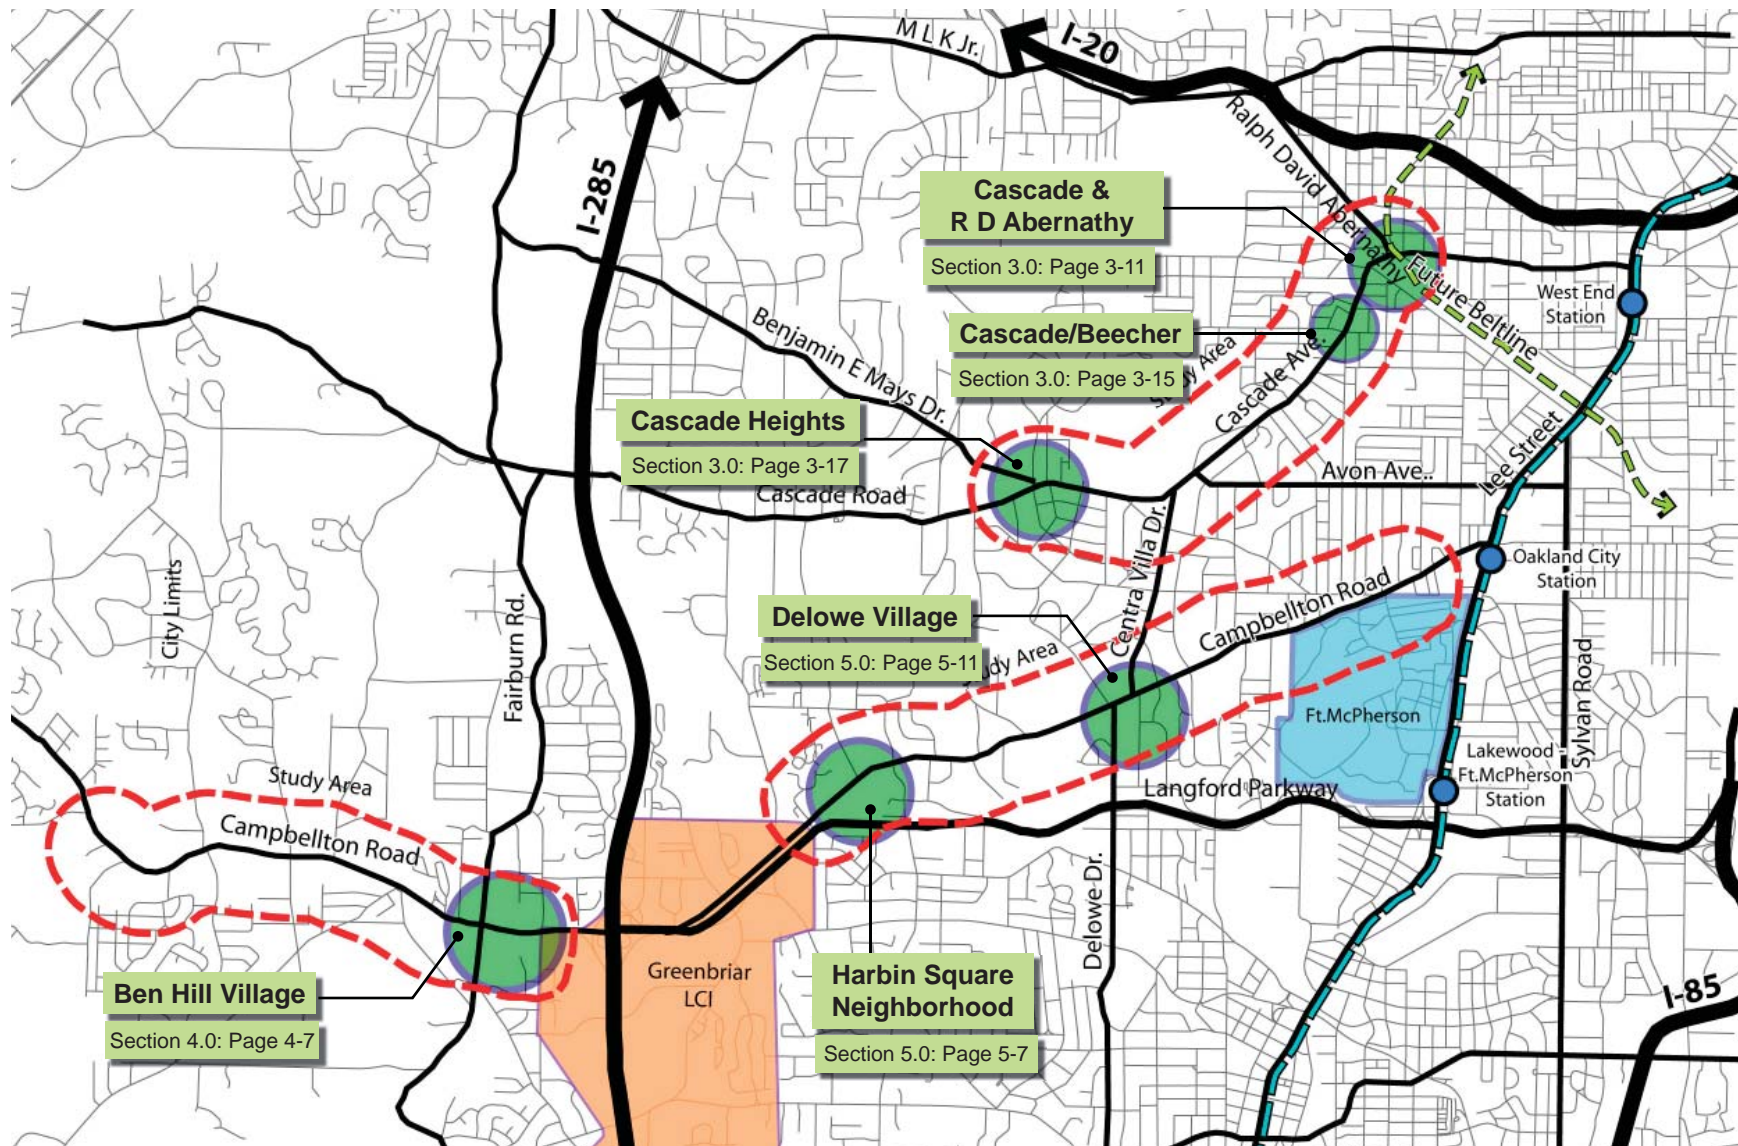 M L K Jr.
I-20
I-285
Ralph David Abernathy
Cascade &
R D Abernathy
Section 3.0: Page 3-11
Future Beltline
West End
Station
Cascade/Beecher
Section 3.0: Page 3-15
Study Area
Benjamin E Mays Dr.
Cascade Ave.
Cascade Heights
Section 3.0: Page 3-17
Cascade Road
Avon Ave..
Lee Street
City Limits
Fairburn Rd.
Centra Villa Dr.
Oakland City
Station
Delowe Village
Section 5.0: Page 5-11
Study Area
Campbellton Road
Ft.McPherson
Sylvan Road
Lakewood -
Ft.McPherson
Station
Langford Parkway
Study Area
Campbellton Road
Delowe Dr.
Greenbriar
LCI
Harbin Square
Neighborhood
Section 5.0: Page 5-7
Ben Hill Village
Section 4.0: Page 4-7
I-85